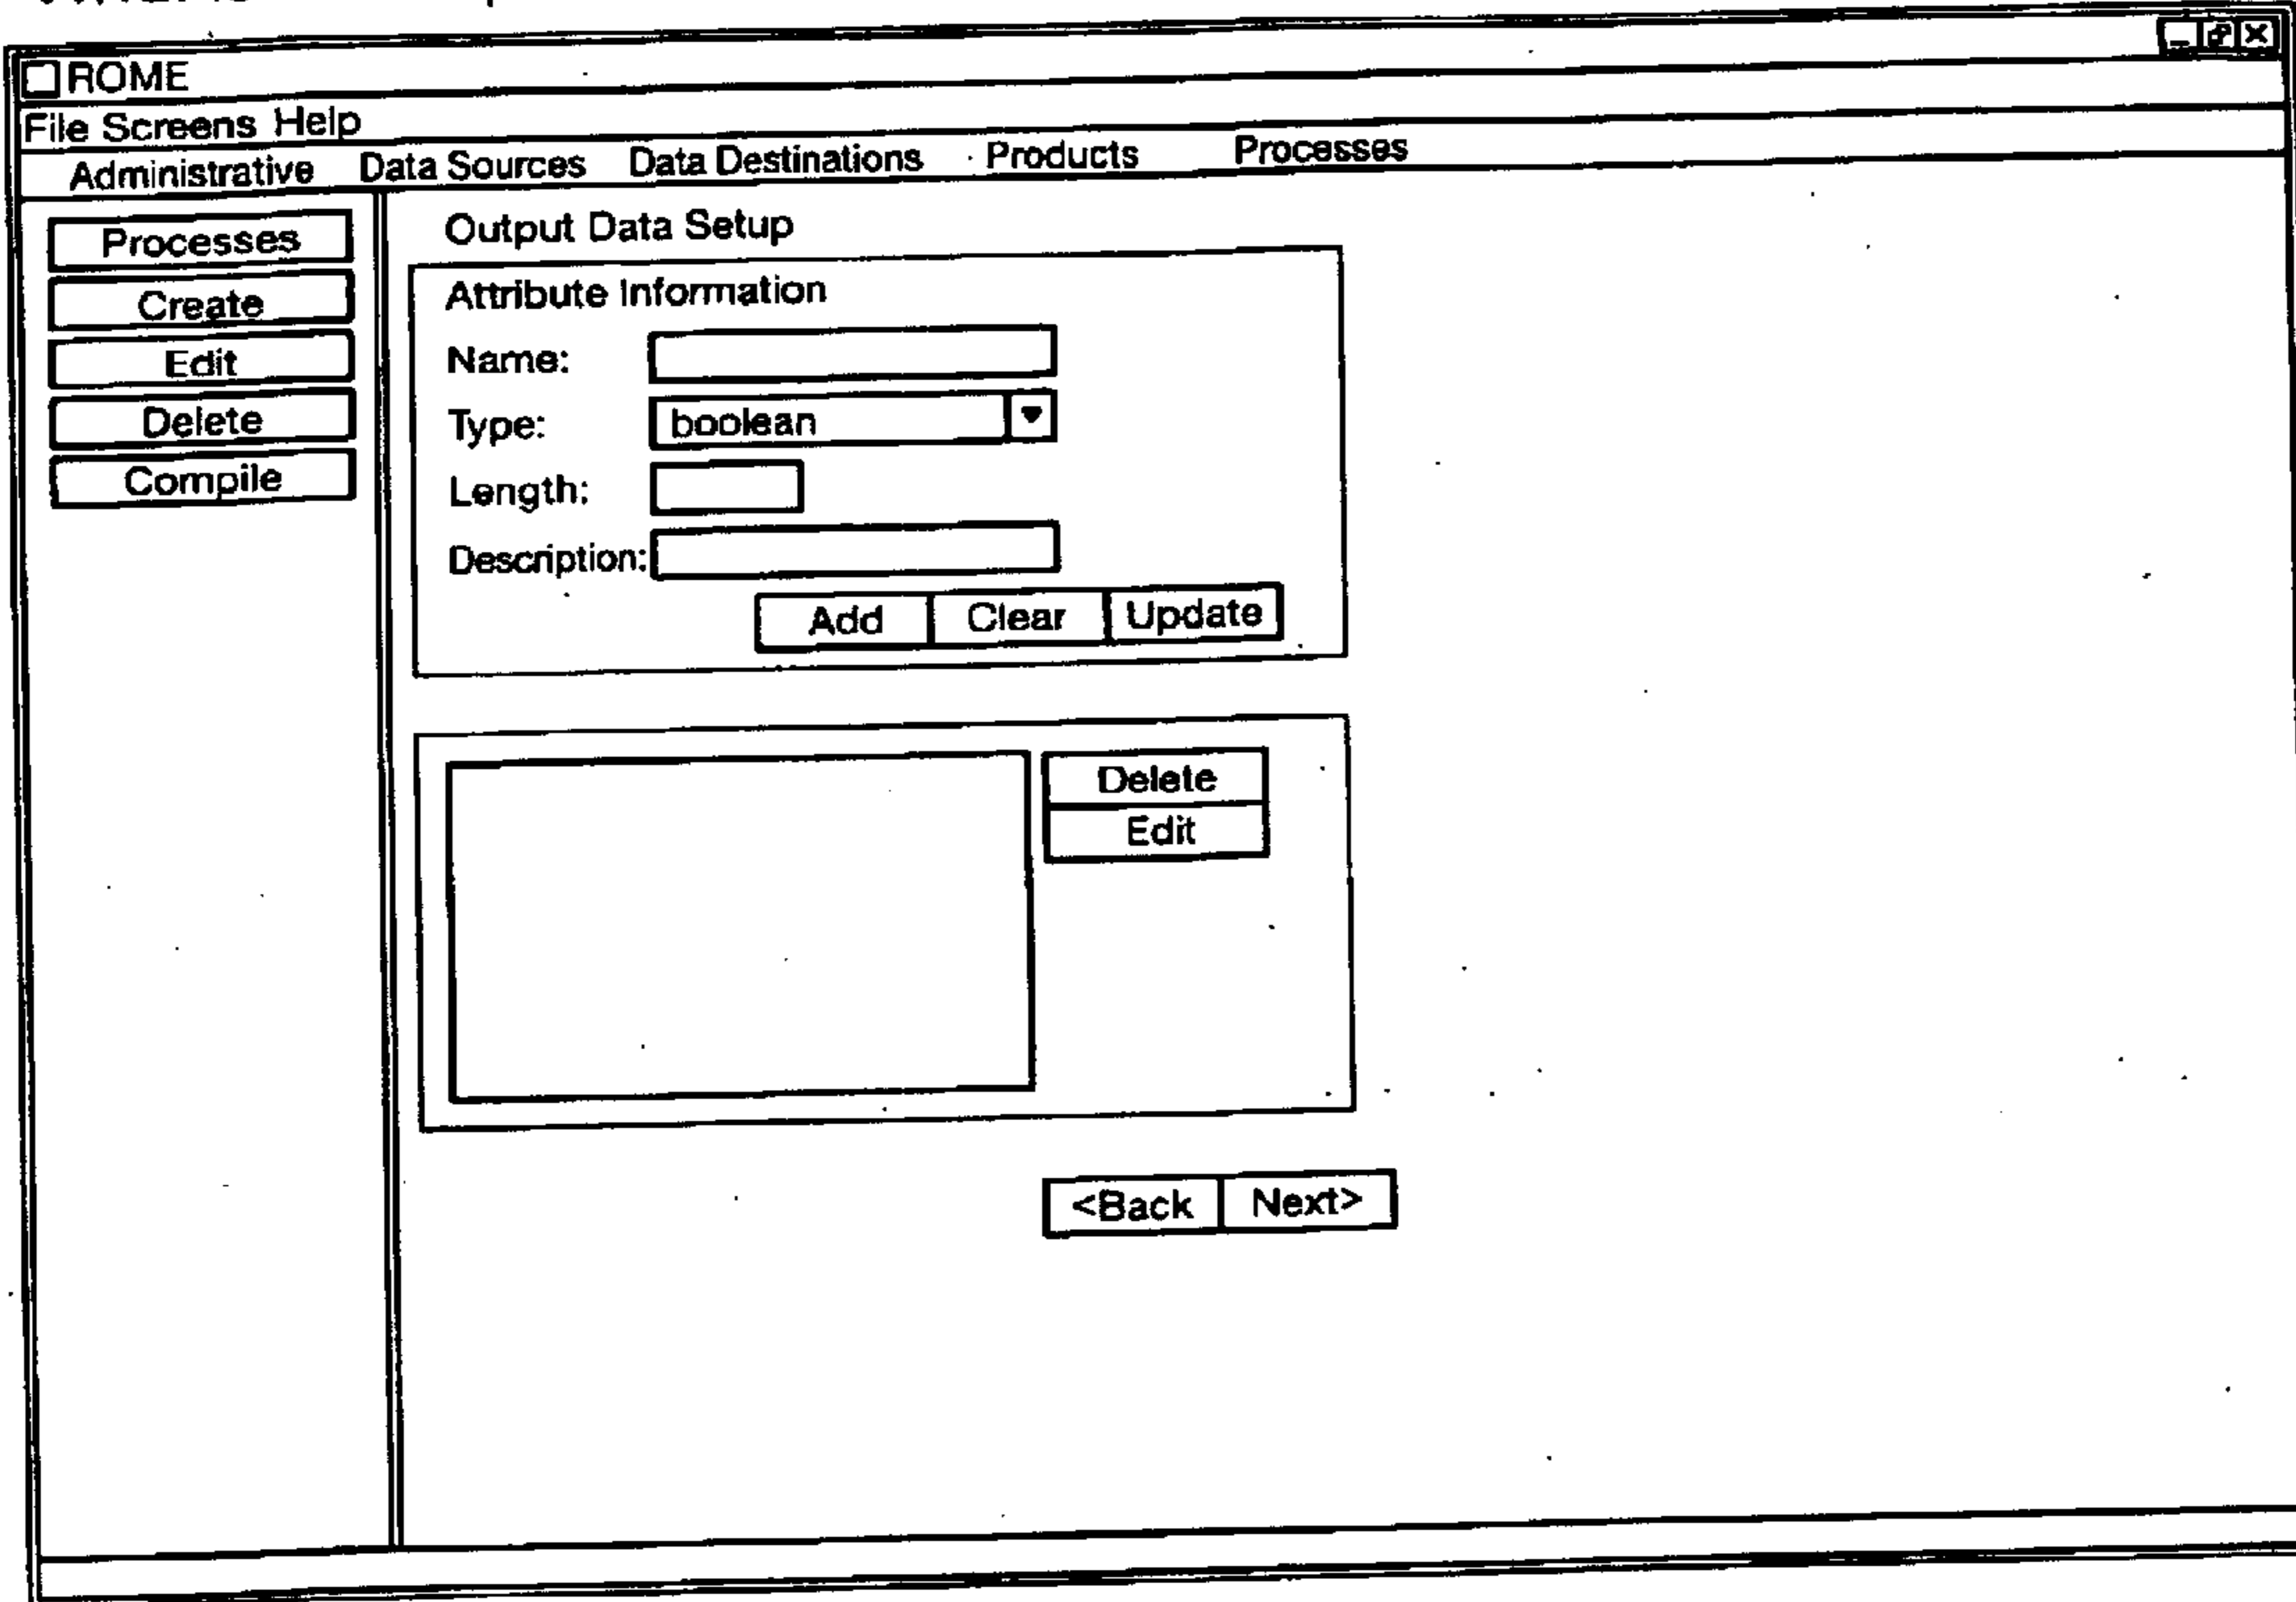 ROME
File Screens Help
Administrative Data Sources Data Destinations Products Processes
Processes
Create
Edit
Delete
Compile
Output Data Setup
Attribute Information
Name:
Type: boolean
Length:
Description:
Add Clear Update
Delete
Edit
<Back Next>